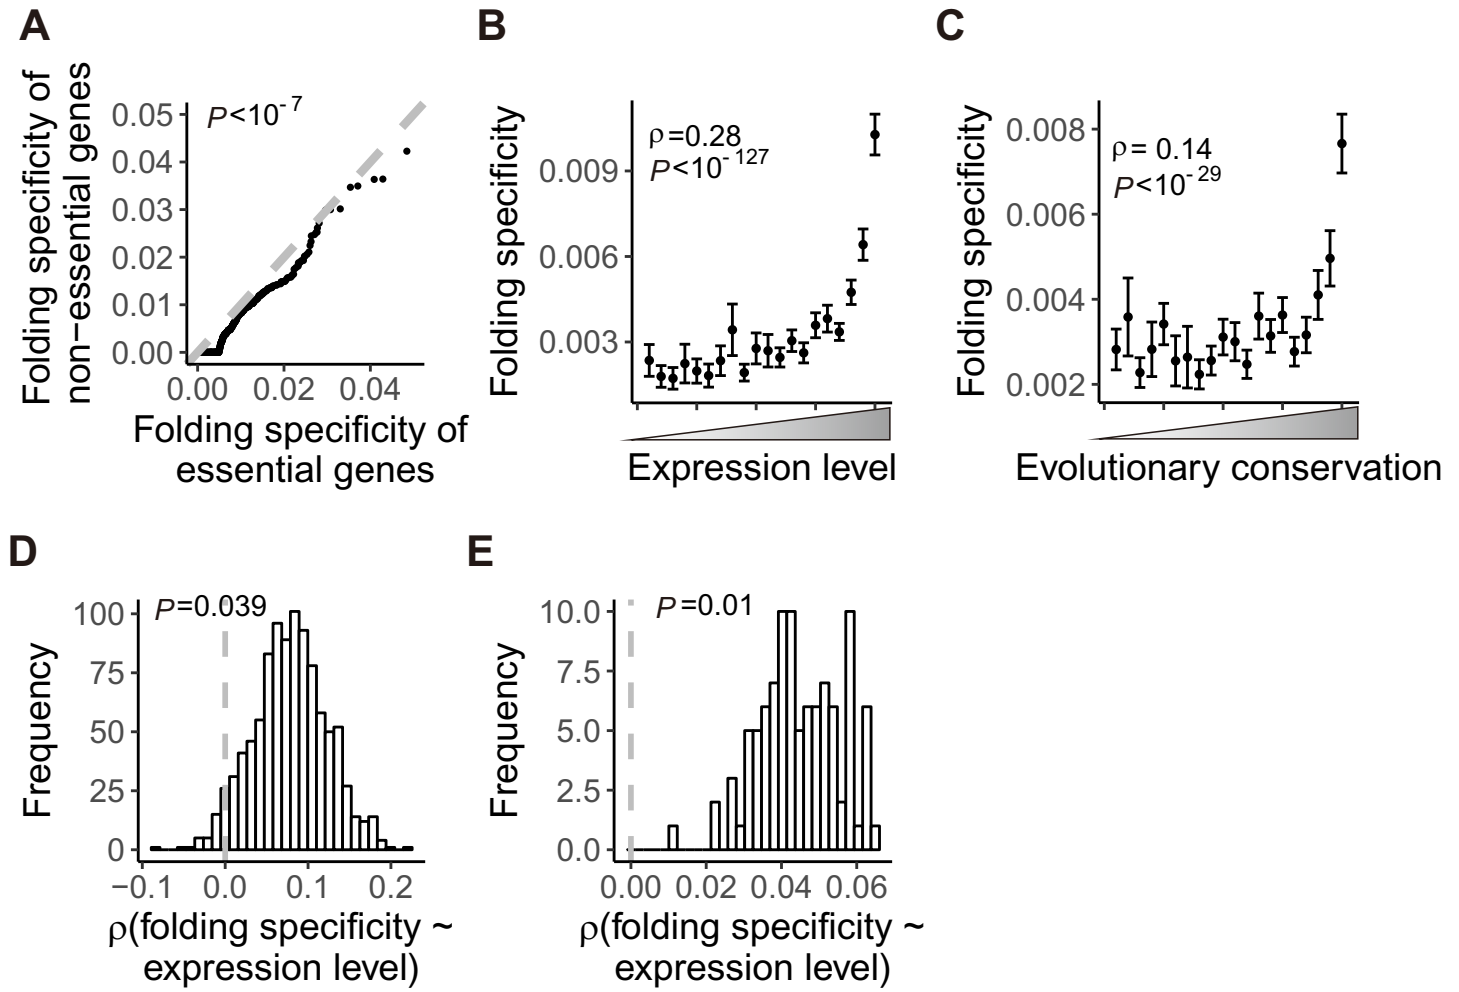 A
Folding specificity of
non−essential genes
0.05
0.04
0.03
0.02
0.01
0.00
P<10-7
0.00 0.02 0.04
Folding specificity of
essential genes
B
Folding specificity
0.009
0.006
0.003
ρ=0.28
P<10-127
Expression level
C
Folding specificity
0.008
0.006
0.004
0.002
ρ= 0.14
P<10-29
Evolutionary conservation
D
Frequency
100
75
50
25
0
P=0.039
−0.1 0.0 0.1 0.2
ρ(folding specificity ~
expression level)
E
Frequency
10.0
7.5
5.0
2.5
0.0
P=0.01
0.00 0.02 0.04 0.06
ρ(folding specificity ~
expression level)